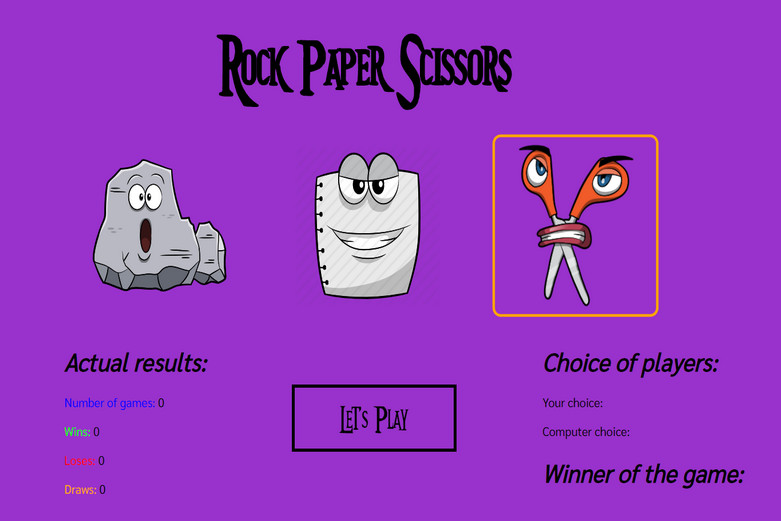 Rock Paper Scissors
Actual results:
Number of games: 0
Wins: 0
Loses: 0
Draws: 0
Let's Play
Choice of players:
Your choice:
Computer choice:
Winner of the game: